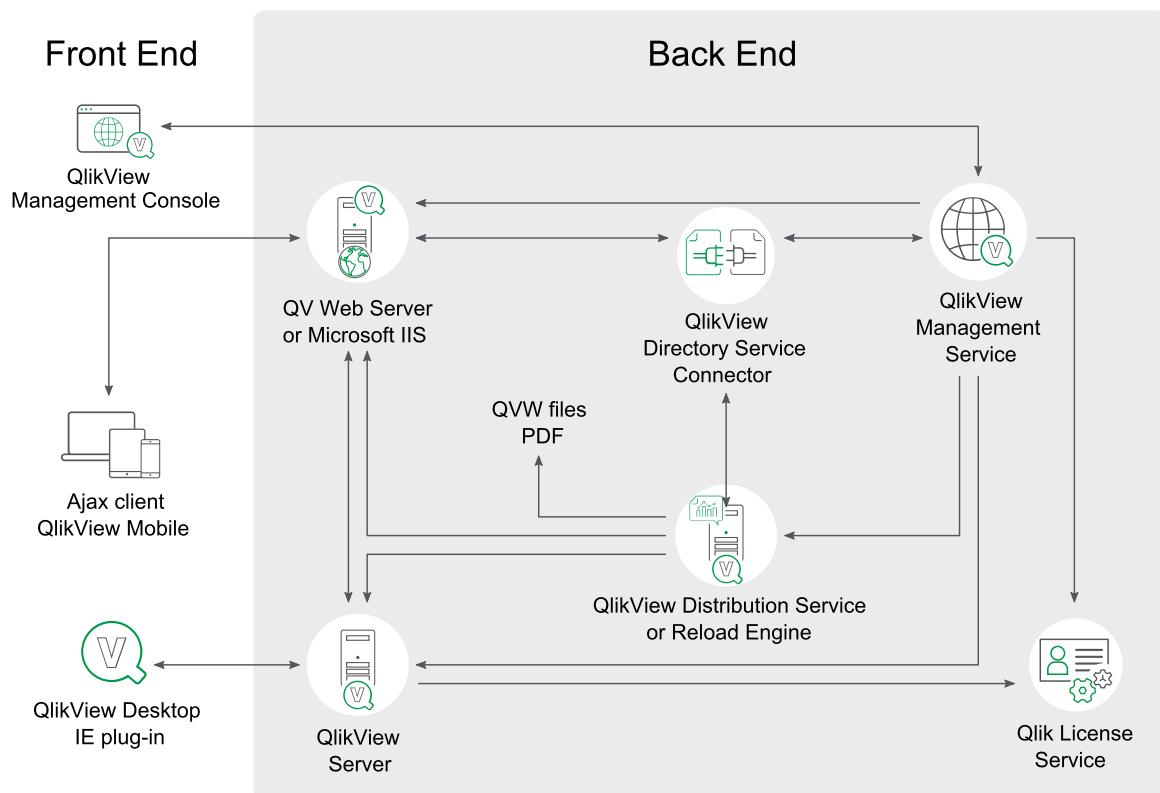 Front End
Back End
QlikView
Management Console
QV Web Server
or Microsoft IIS
QlikView
Directory Service
Connector
QlikView
Management
Service
QVW files
PDF
Ajax client
QlikView Mobile
QlikView Distribution Service
or Reload Engine
QlikView Desktop
IE plug-in
QlikView
Server
Qlik License
Service